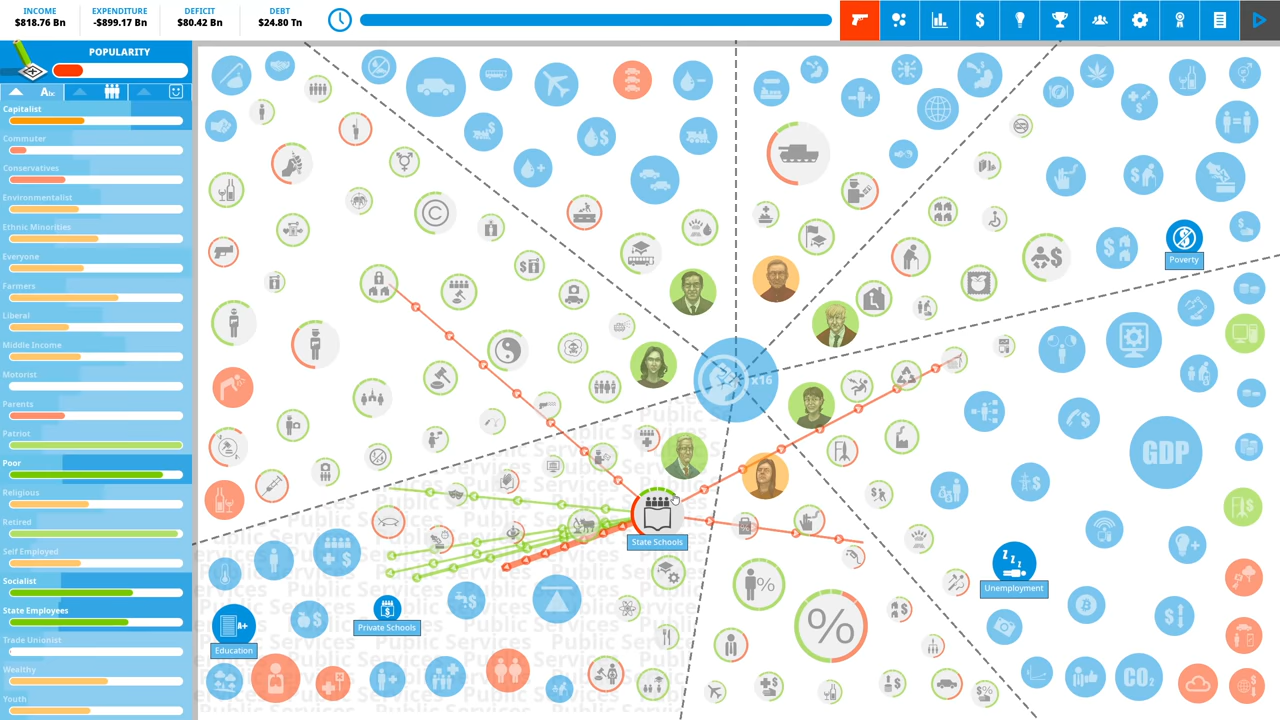 INCOME
$818.76 Bn
EXPENDITURE
-$899.17 Bn
DEFICIT
$80.42 Bn
DEBT
$24.80 Tn
POPULARITY
Abc
Capitalist
Commuter
Conservatives
Environmentalist
Ethnic Minorities
Everyone
Farmers
Liberal
Middle Income
Motorist
Parents
Patriot
Poor
Religious
Retired
Self Employed
Socialist
State Employees
Trade Unionist
Wealthy
Youth
Poverty
x16
GDP
State Schools
Unemployment
Private Schools
A+
Education
%
%
CO2
Public Services